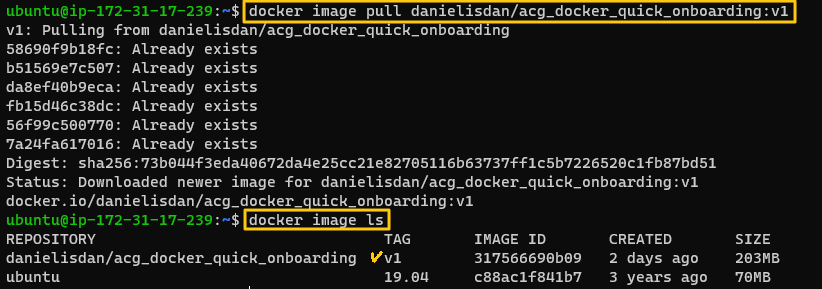 ubuntu@ip-172-31-17-239:~$ docker image pull danielisdan/acg_docker_quick_onboarding:v1
v1: Pulling from danielisdan/acg_docker_quick_onboarding
58690f9b18fc: Already exists
b51569e7c507: Already exists
da8ef40b9eca: Already exists
fb15d46c38dc: Already exists
56f99c500770: Already exists
7a24fa617016: Already exists
Digest: sha256:73b044f3eda40672da4e25cc21e82705116b63737ff1c5b7226520c1fb87bd51
Status: Downloaded newer image for danielisdan/acg_docker_quick_onboarding:v1
docker.io/danielisdan/acg_docker_quick_onboarding:v1
ubuntu@ip-172-31-17-239:~$ docker image ls
REPOSITORY TAG IMAGE ID CREATED SIZE
danielisdan/acg_docker_quick_onboarding v1 317566690b09 2 days ago 203MB
ubuntu 19.04 c88ac1f841b7 3 years ago 70MB